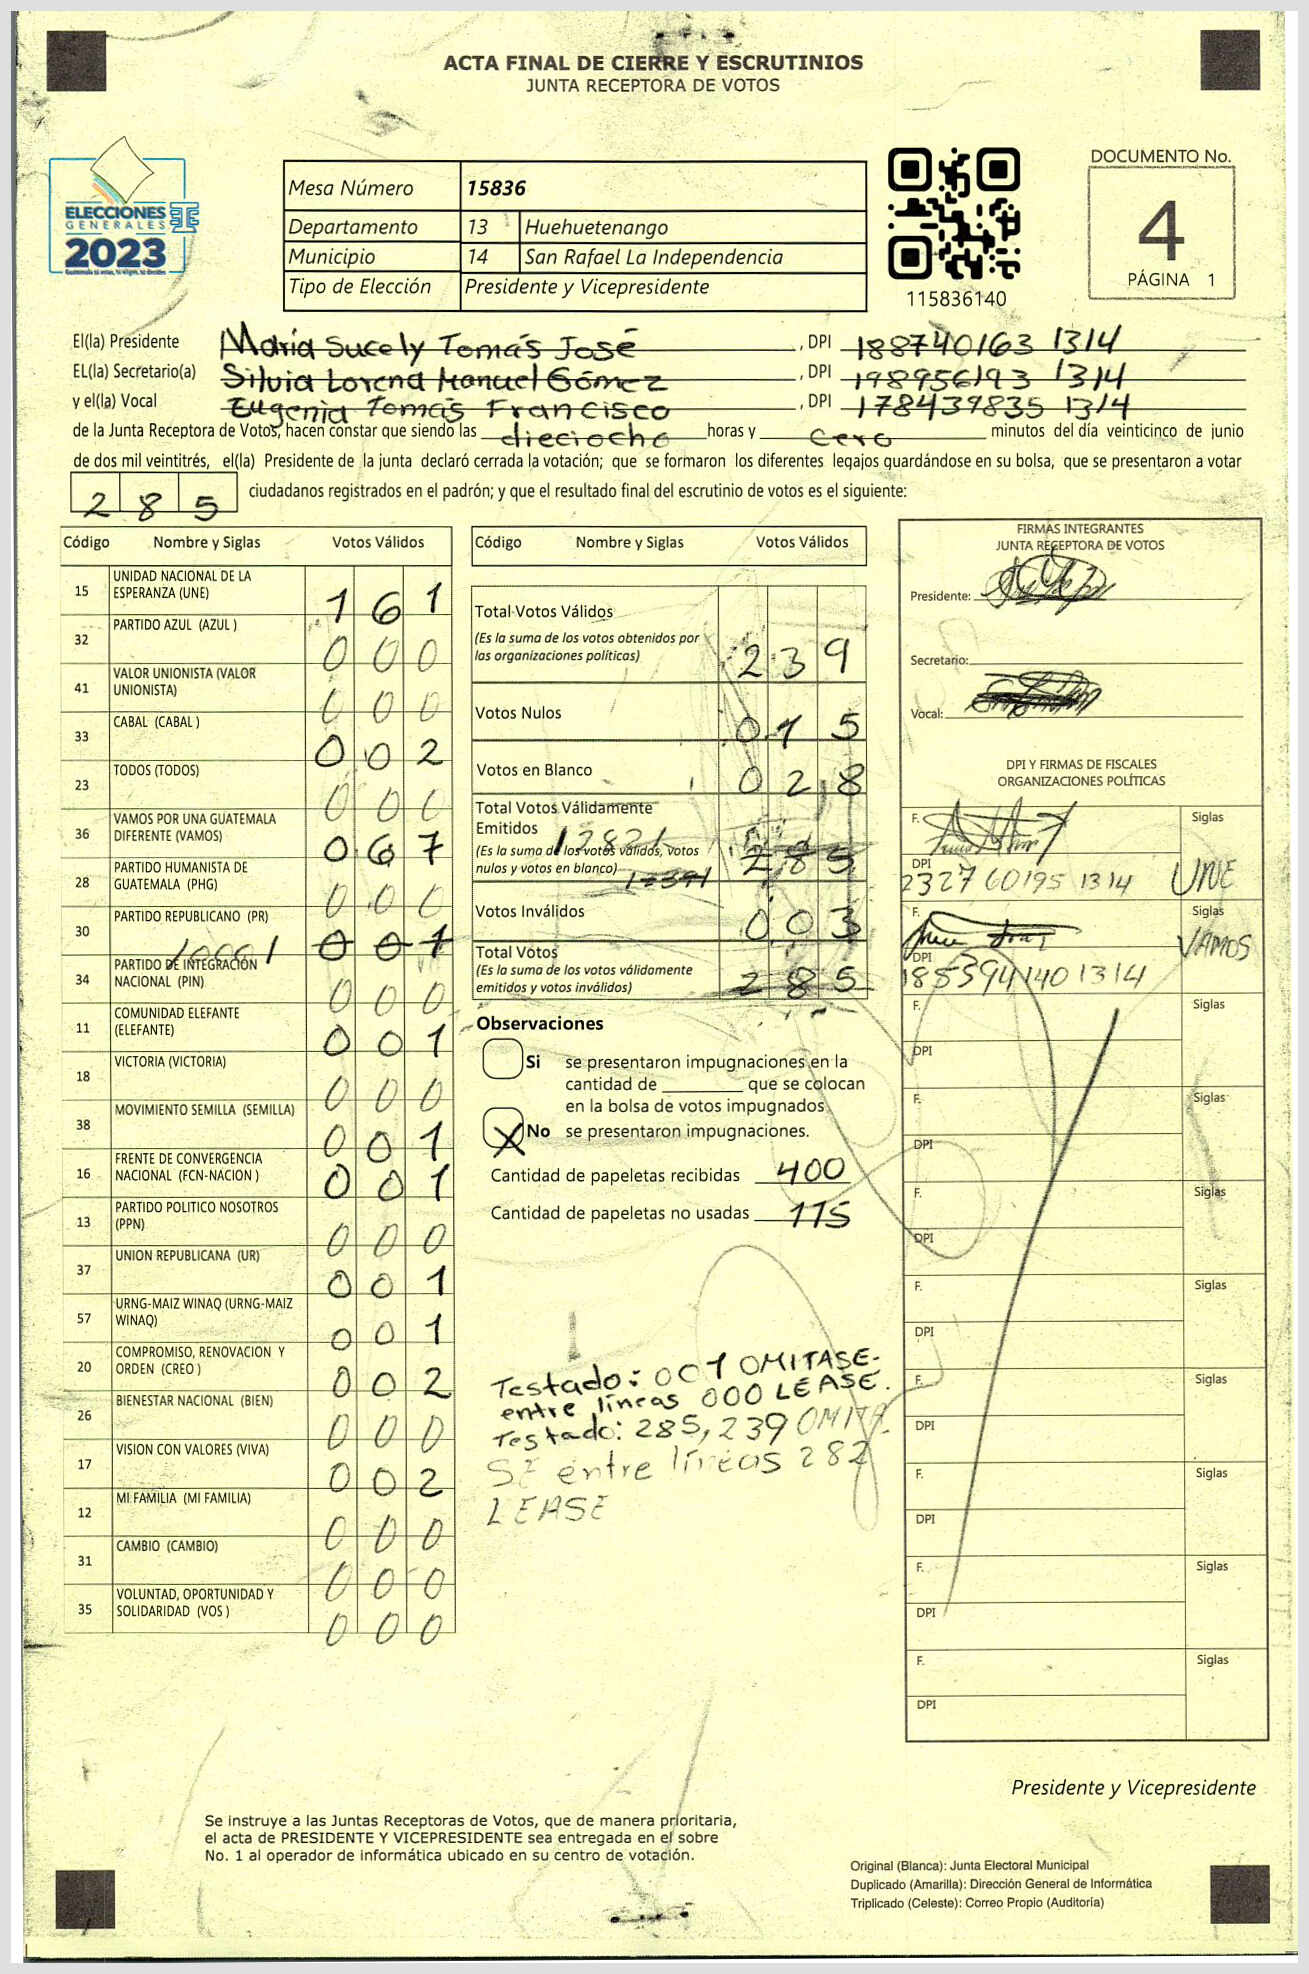 ACTA FINAL DE CIERRE Y ESCRUTINIOS
JUNTA RECEPTORA DE VOTOS
ELECCIONES
GENERALES
2023
Mesa Número 15836
Departamento 13 Huehuetenango
Municipio 14 San Rafael La Independencia
Tipo de Elección Presidente y Vicepresidente
115836140
DOCUMENTO No.
4
PÁGINA 1
El(la) Presidente María Sucely Tomás José , DPI 188740163 1314
EL(la) Secretario(a) Silvia Lorena Manuel Gómez , DPI 198956193 1314
y el(la) Vocal Eugenia Tomás Francisco , DPI 178439835 1314
de la Junta Receptora de Votos, hacen constar que siendo las dieciocho horas y cero minutos del día veinticinco de junio
de dos mil veintitrés, el(la) Presidente de la junta declaró cerrada la votación; que se formaron los diferentes legajos guardándose en su bolsa, que se presentaron a votar
2 8 5 ciudadanos registrados en el padrón; y que el resultado final del escrutinio de votos es el siguiente:
Código Nombre y Siglas Votos Válidos
15 UNIDAD NACIONAL DE LA
ESPERANZA (UNE) 1 6 1
32 PARTIDO AZUL (AZUL ) 0 0 0
41 VALOR UNIONISTA (VALOR
UNIONISTA) 0 0 0
33 CABAL (CABAL ) 0 0 2
23 TODOS (TODOS) 0 0 0
36 VAMOS POR UNA GUATEMALA
DIFERENTE (VAMOS) 0 6 7
28 PARTIDO HUMANISTA DE
GUATEMALA (PHG) 0 0 0
30 PARTIDO REPUBLICANO (PR) 0 0 1
34 PARTIDO DE INTEGRACIÓN
NACIONAL (PIN) 0 0 0
11 COMUNIDAD ELEFANTE
(ELEFANTE) 0 0 1
18 VICTORIA (VICTORIA) 0 0 0
38 MOVIMIENTO SEMILLA (SEMILLA) 0 0 1
16 FRENTE DE CONVERGENCIA
NACIONAL (FCN-NACION ) 0 0 1
13 PARTIDO POLITICO NOSOTROS
(PPN) 0 0 0
37 UNION REPUBLICANA (UR) 0 0 1
57 URNG-MAIZ WINAQ (URNG-MAIZ
WINAQ) 0 0 1
20 COMPROMISO, RENOVACION Y
ORDEN (CREO ) 0 0 2
26 BIENESTAR NACIONAL (BIEN) 0 0 0
17 VISION CON VALORES (VIVA) 0 0 2
12 MI FAMILIA (MI FAMILIA) 0 0 0
31 CAMBIO (CAMBIO) 0 0 0
35 VOLUNTAD, OPORTUNIDAD Y
SOLIDARIDAD (VOS ) 0 0 0
Código Nombre y Siglas Votos Válidos
Total Votos Válidos
(Es la suma de los votos obtenidos por
las organizaciones políticas) 2 3 9
Votos Nulos 0 1 5
Votos en Blanco 0 2 8
Total Votos Válidamente
Emitidos
(Es la suma de los votos válidos, votos
nulos y votos en blanco) 2 8 5
Votos Inválidos 0 0 3
Total Votos
(Es la suma de los votos válidamente
emitidos y votos inválidos) 2 8 5
Observaciones
Si se presentaron impugnaciones en la
cantidad de ________ que se colocan
en la bolsa de votos impugnados.
X No se presentaron impugnaciones.
Cantidad de papeletas recibidas 400
Cantidad de papeletas no usadas 115
Testado: 001 OMITASE.
entre líneas 000 LEASE.
Testado: 285, 239 OMITA
SE entre líneas 282
LEASE
FIRMAS INTEGRANTES
JUNTA RECEPTORA DE VOTOS
Presidente:
Secretario:
Vocal:
DPI Y FIRMAS DE FISCALES
ORGANIZACIONES POLÍTICAS
F. Siglas
DPI
2327 60195 1314 UNE
F. Siglas
DPI VAMOS
185394140 1314
F. Siglas
DPI
F. Siglas
DPI
F. Siglas
DPI
F. Siglas
DPI
F. Siglas
DPI
F. Siglas
DPI
F. Siglas
DPI
F. Siglas
DPI
Presidente y Vicepresidente
Se instruye a las Juntas Receptoras de Votos, que de manera prioritaria,
el acta de PRESIDENTE Y VICEPRESIDENTE sea entregada en el sobre
No. 1 al operador de informática ubicado en su centro de votación.
Original (Blanca): Junta Electoral Municipal
Duplicado (Amarilla): Dirección General de Informática
Triplicado (Celeste): Correo Propio (Auditoría)